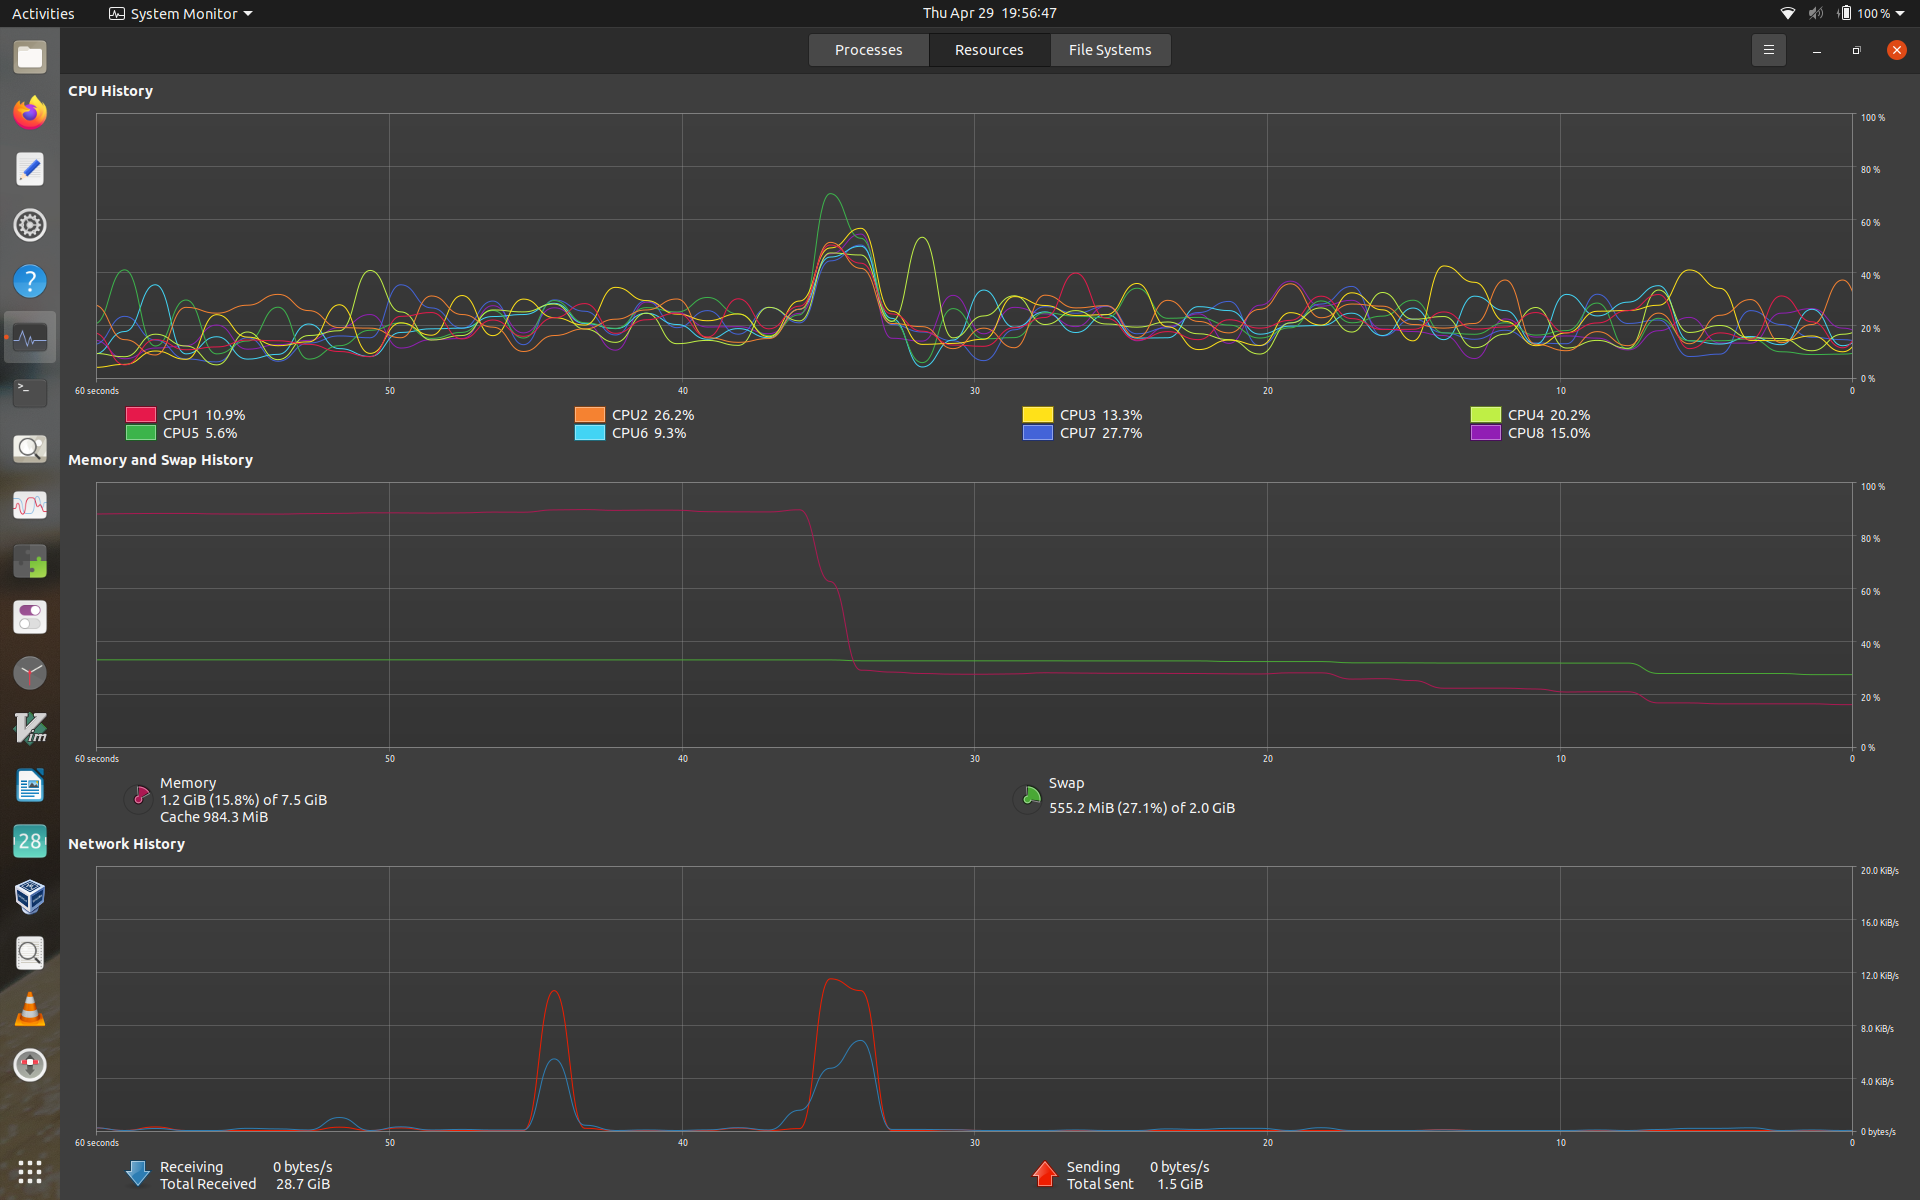 Activities System Monitor Thu Apr 29 19:56:47 100 %
Processes Resources File Systems
CPU History
100 %
80 %
60 %
40 %
20 %
0 %
60 seconds 50 40 30 20 10 0
CPU1 10.9% CPU2 26.2% CPU3 13.3% CPU4 20.2%
CPU5 5.6% CPU6 9.3% CPU7 27.7% CPU8 15.0%
Memory and Swap History
100 %
80 %
60 %
40 %
20 %
0 %
60 seconds 50 40 30 20 10 0
Memory
1.2 GiB (15.8%) of 7.5 GiB
Cache 984.3 MiB
Swap
555.2 MiB (27.1%) of 2.0 GiB
Network History
20.0 KiB/s
16.0 KiB/s
12.0 KiB/s
8.0 KiB/s
4.0 KiB/s
0 bytes/s
60 seconds 50 40 30 20 10 0
Receiving 0 bytes/s
Total Received 28.7 GiB
Sending 0 bytes/s
Total Sent 1.5 GiB
?
>_
Vim
28